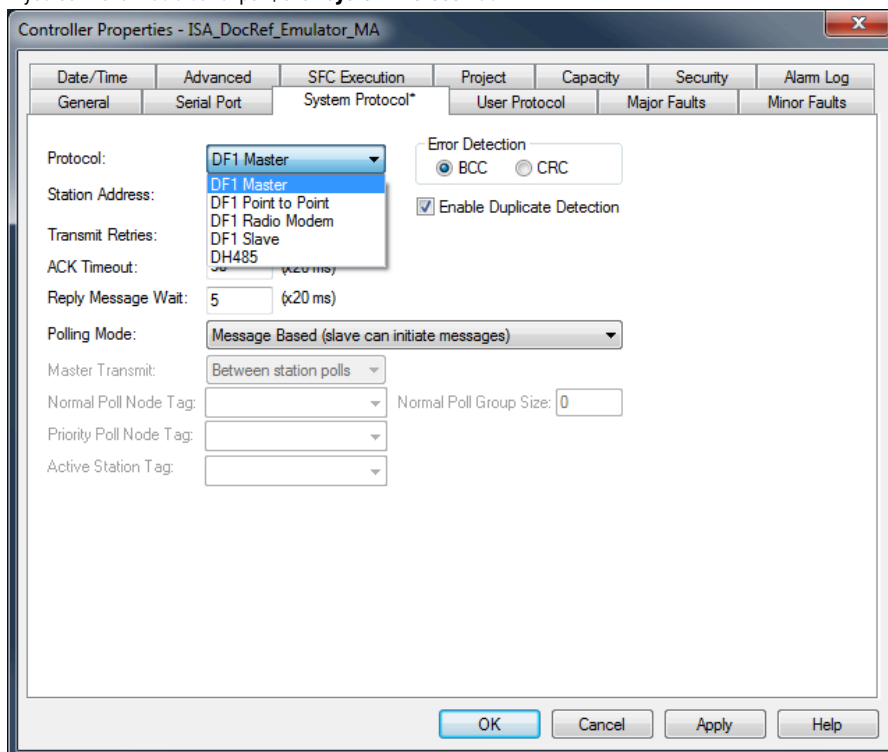 Controller Properties - ISA_DocRef_Emulator_MA
Date/Time Advanced SFC Execution Project Capacity Security Alarm Log
General Serial Port System Protocol* User Protocol Major Faults Minor Faults
Protocol: DF1 Master
DF1 Master
DF1 Point to Point
DF1 Radio Modem
DF1 Slave
DH485
Error Detection
BCC CRC
Station Address:
Enable Duplicate Detection
Transmit Retries:
ACK Timeout: (x20 ms)
Reply Message Wait: 5 (x20 ms)
Polling Mode: Message Based (slave can initiate messages)
Master Transmit: Between station polls
Normal Poll Node Tag: Normal Poll Group Size: 0
Priority Poll Node Tag:
Active Station Tag:
OK Cancel Apply Help